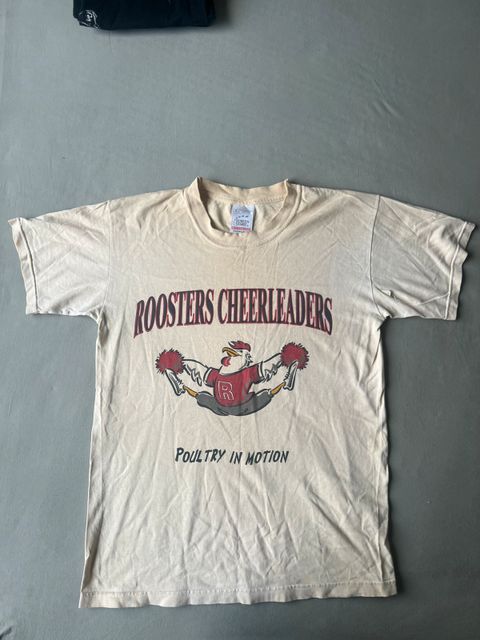 ROOSTERS CHEERLEADERS
R
POULTRY IN MOTION